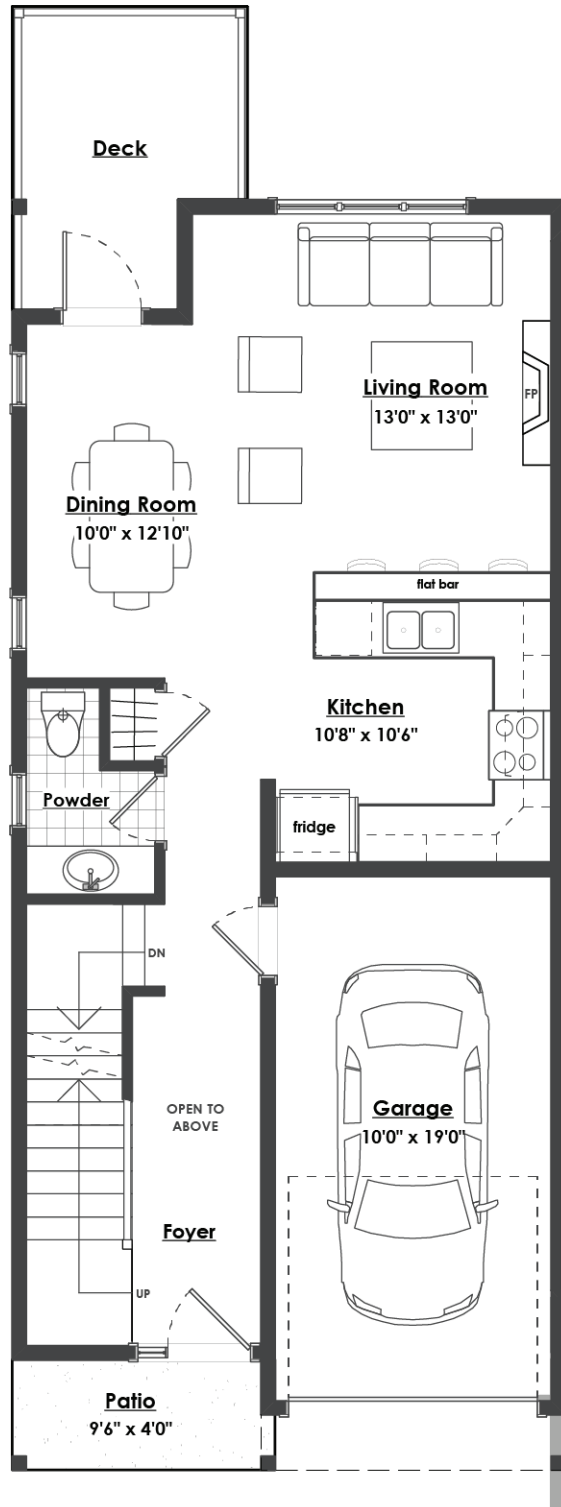 Deck
Living Room
13'0" x 13'0"
FP
Dining Room
10'0" x 12'10"
flat bar
Kitchen
10'8" x 10'6"
Powder
fridge
DN
OPEN TO
ABOVE
Garage
10'0" x 19'0"
Foyer
UP
Patio
9'6" x 4'0"